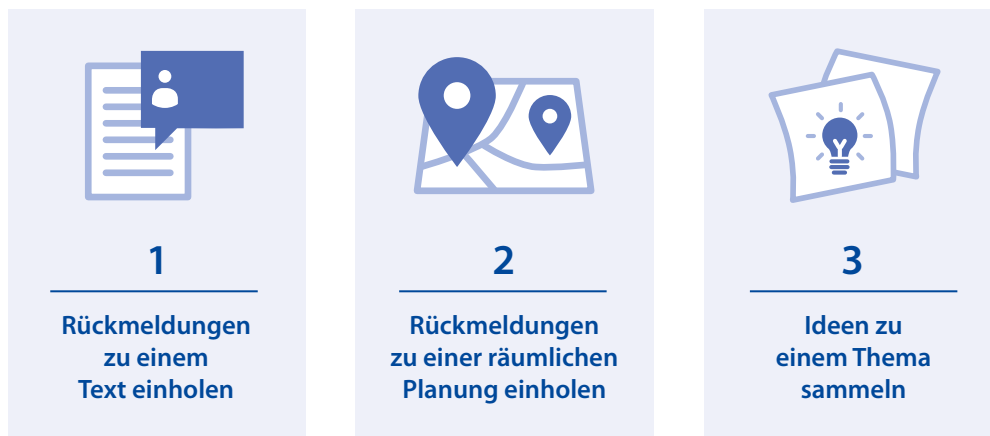 1
Rückmeldungen
zu einem
Text einholen
2
Rückmeldungen
zu einer räumlichen
Planung einholen
3
Ideen zu
einem Thema
sammeln